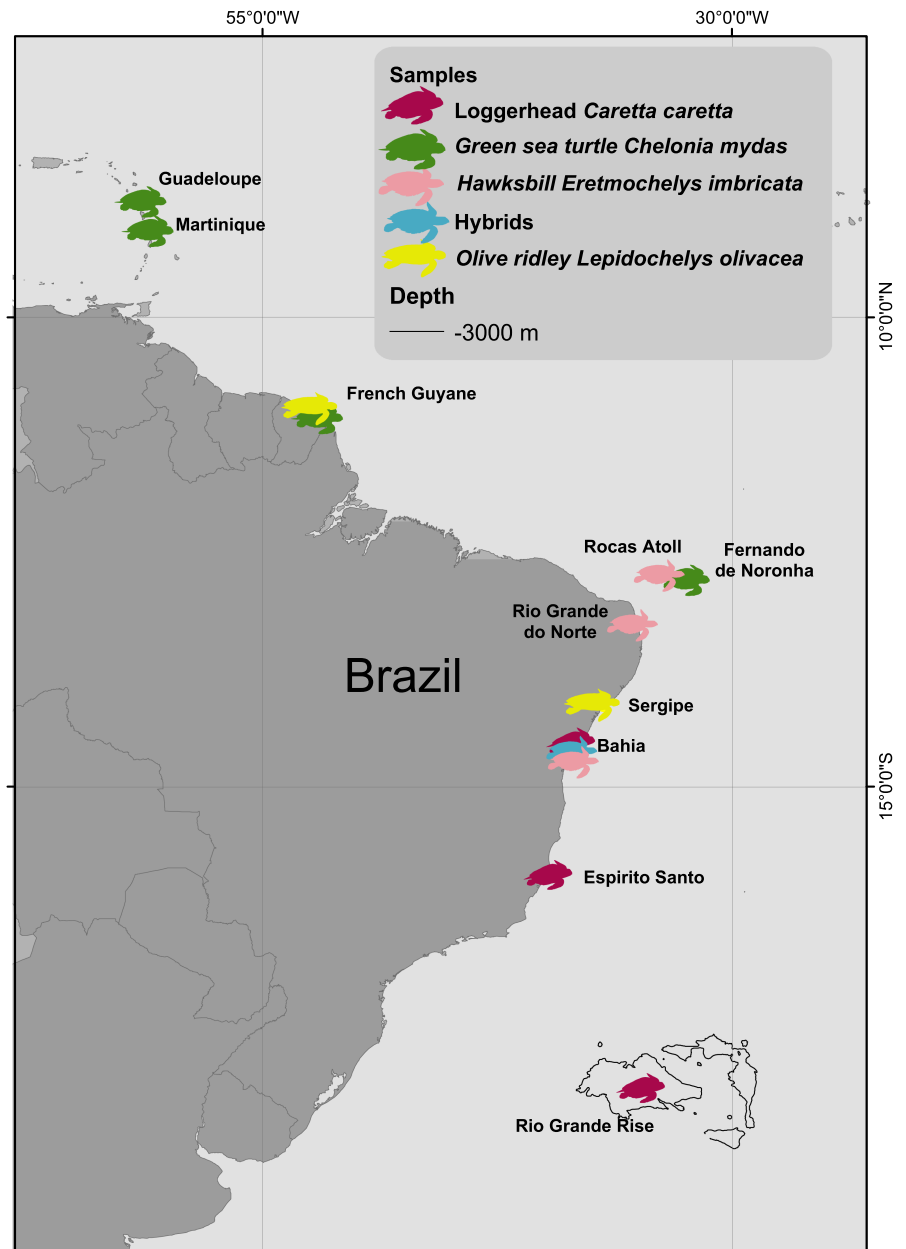 55°0'0"W
30°0'0"W
Samples
Loggerhead Caretta caretta
Green sea turtle Chelonia mydas
Hawksbill Eretmochelys imbricata
Hybrids
Olive ridley Lepidochelys olivacea
Depth
-3000 m
Guadeloupe
Martinique
10°0'0"N
French Guyane
Rocas Atoll
Fernando
de Noronha
Rio Grande
do Norte
Brazil
Sergipe
Bahia
15°0'0"S
Espirito Santo
Rio Grande Rise